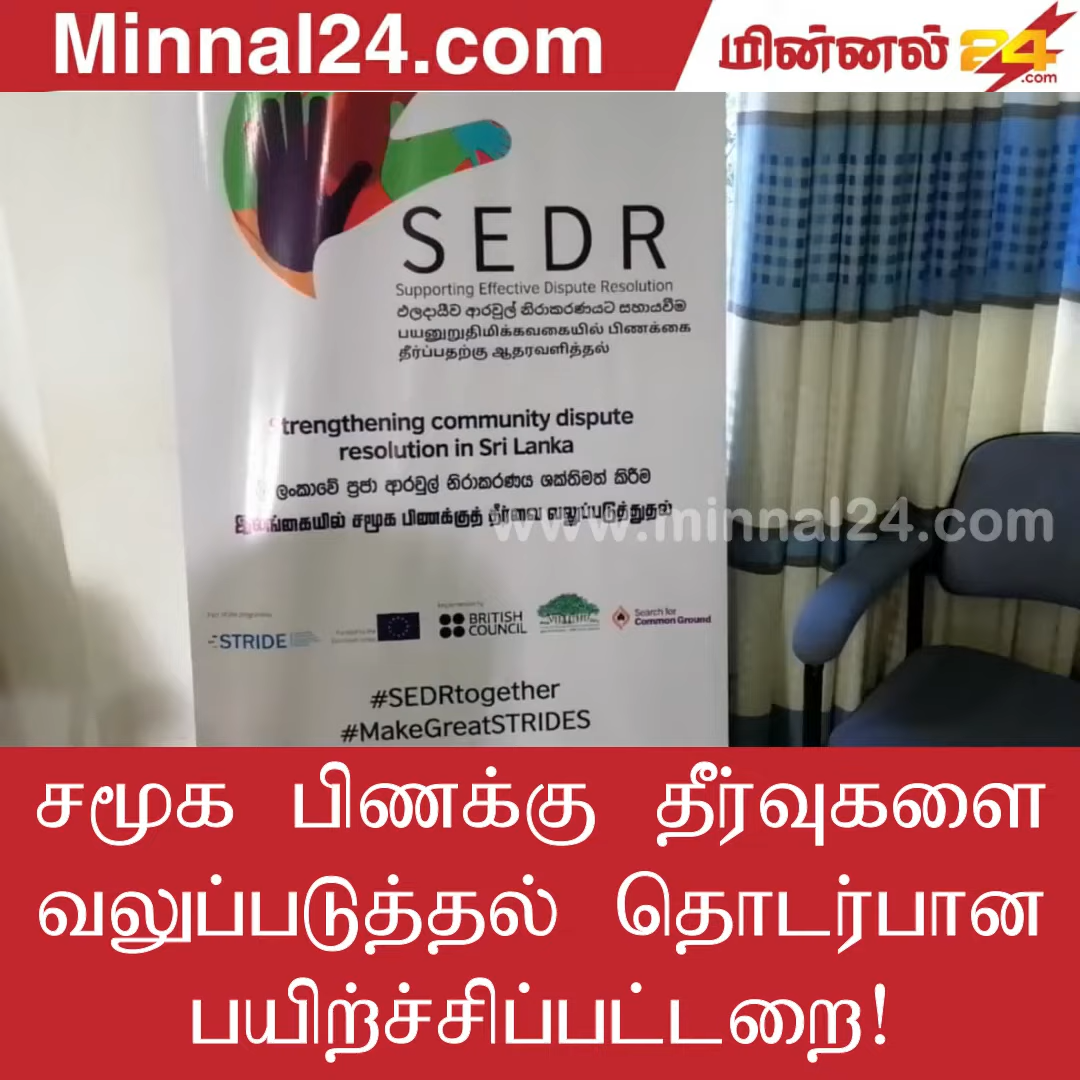 Minnal24.com
மின்னல் 24
.com
SEDR
Supporting Effective Dispute Resolution
ඵලදායීව ආරවුල් නිරාකරණයට සහායවීම
பயனுறுதிமிக்கவகையில் பிணக்கை
தீர்ப்பதற்கு ஆதரவளித்தல்
Strengthening community dispute
resolution in Sri Lanka
ලංකාවේ ප්‍රජා ආරවුල් නිරාකරණය ශක්තිමත් කිරීම
இலங்கையில் சமூக பிணக்குத் தீர்வை வலுப்படுத்துதல்
www.minnal24.com
STRIDE
BRITISH
COUNCIL
Search for
Common Ground
#SEDRtogether
#MakeGreatSTRIDES
சமூக பிணக்கு தீர்வுகளை
வலுப்படுத்தல் தொடர்பான
பயிற்ச்சிப்பட்டறை!